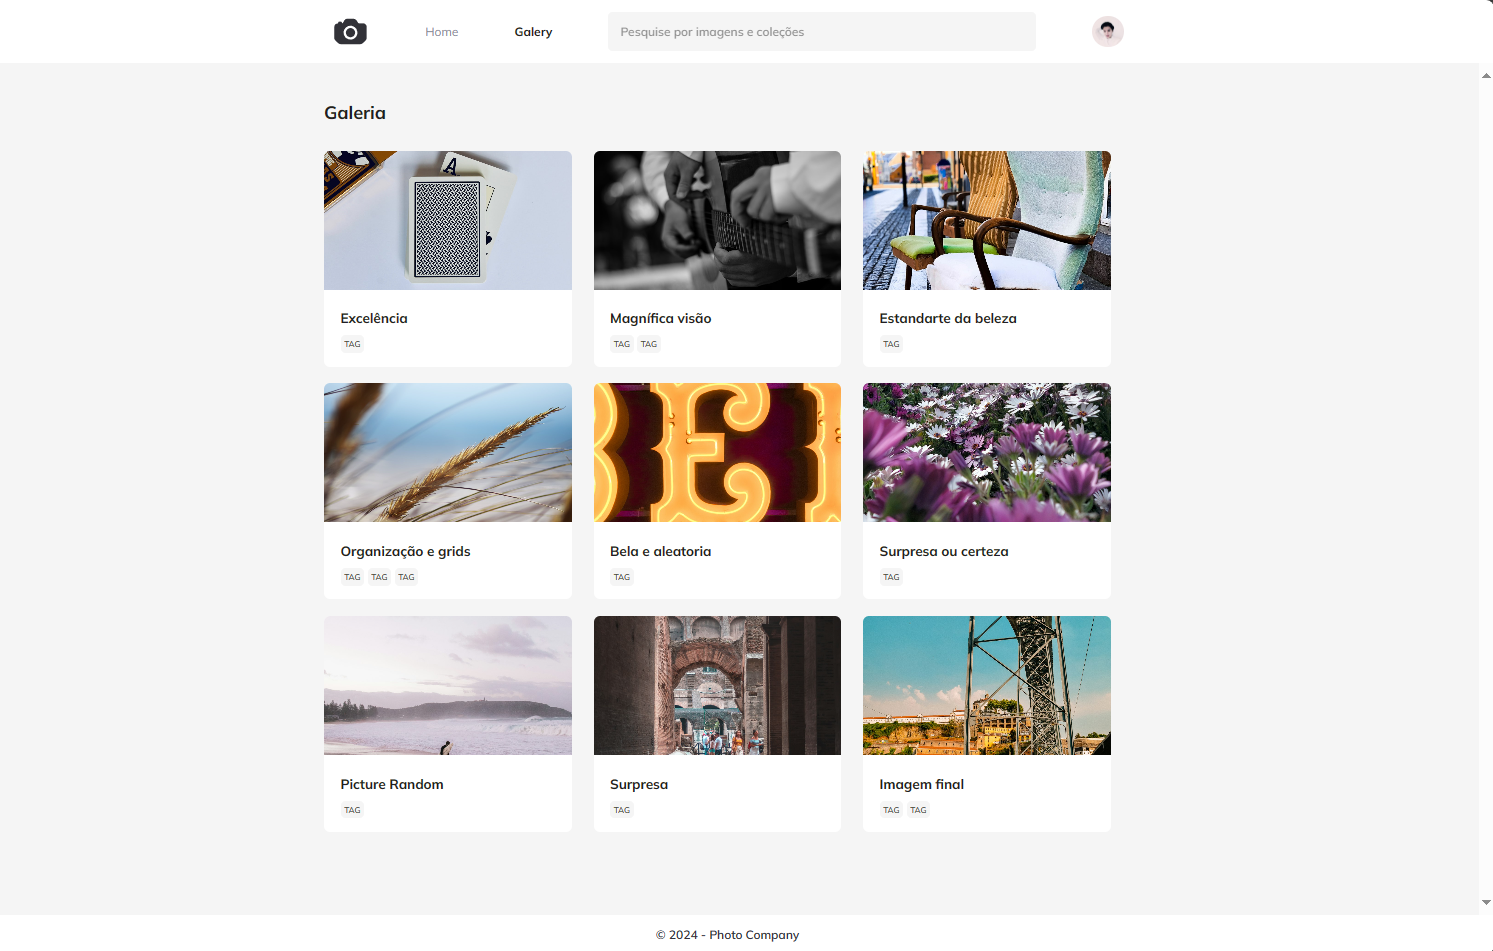 Home
Galery
Pesquise por imagens e coleções
Galeria
A
Excelência
TAG
Magnífica visão
TAG TAG
Estandarte da beleza
TAG
E
Organização e grids
TAG TAG TAG
Bela e aleatoria
TAG
Surpresa ou certeza
TAG
Picture Random
TAG
Surpresa
TAG
Imagem final
TAG TAG
© 2024 - Photo Company